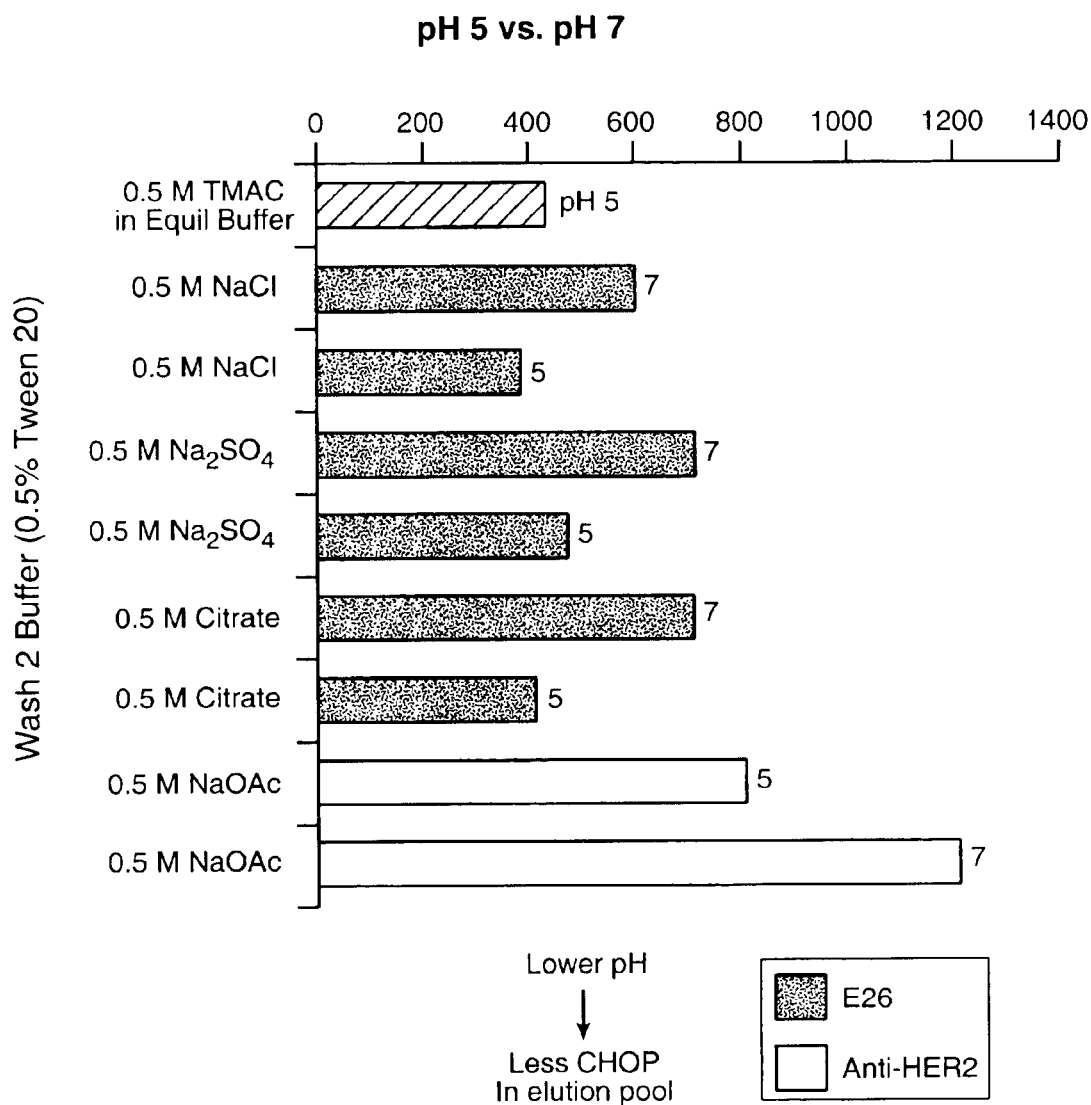 pH 5 vs. pH 7
0 200 400 600 800 1000 1200 1400
Wash 2 Buffer (0.5% Tween 20)
0.5 M TMAC
in Equil Buffer
pH 5
0.5 M NaCl
7
0.5 M NaCl
5
0.5 M Na₂SO₄
7
0.5 M Na₂SO₄
5
0.5 M Citrate
7
0.5 M Citrate
5
0.5 M NaOAc
5
0.5 M NaOAc
7
Lower pH
Less CHOP
In elution pool
E26
Anti-HER2